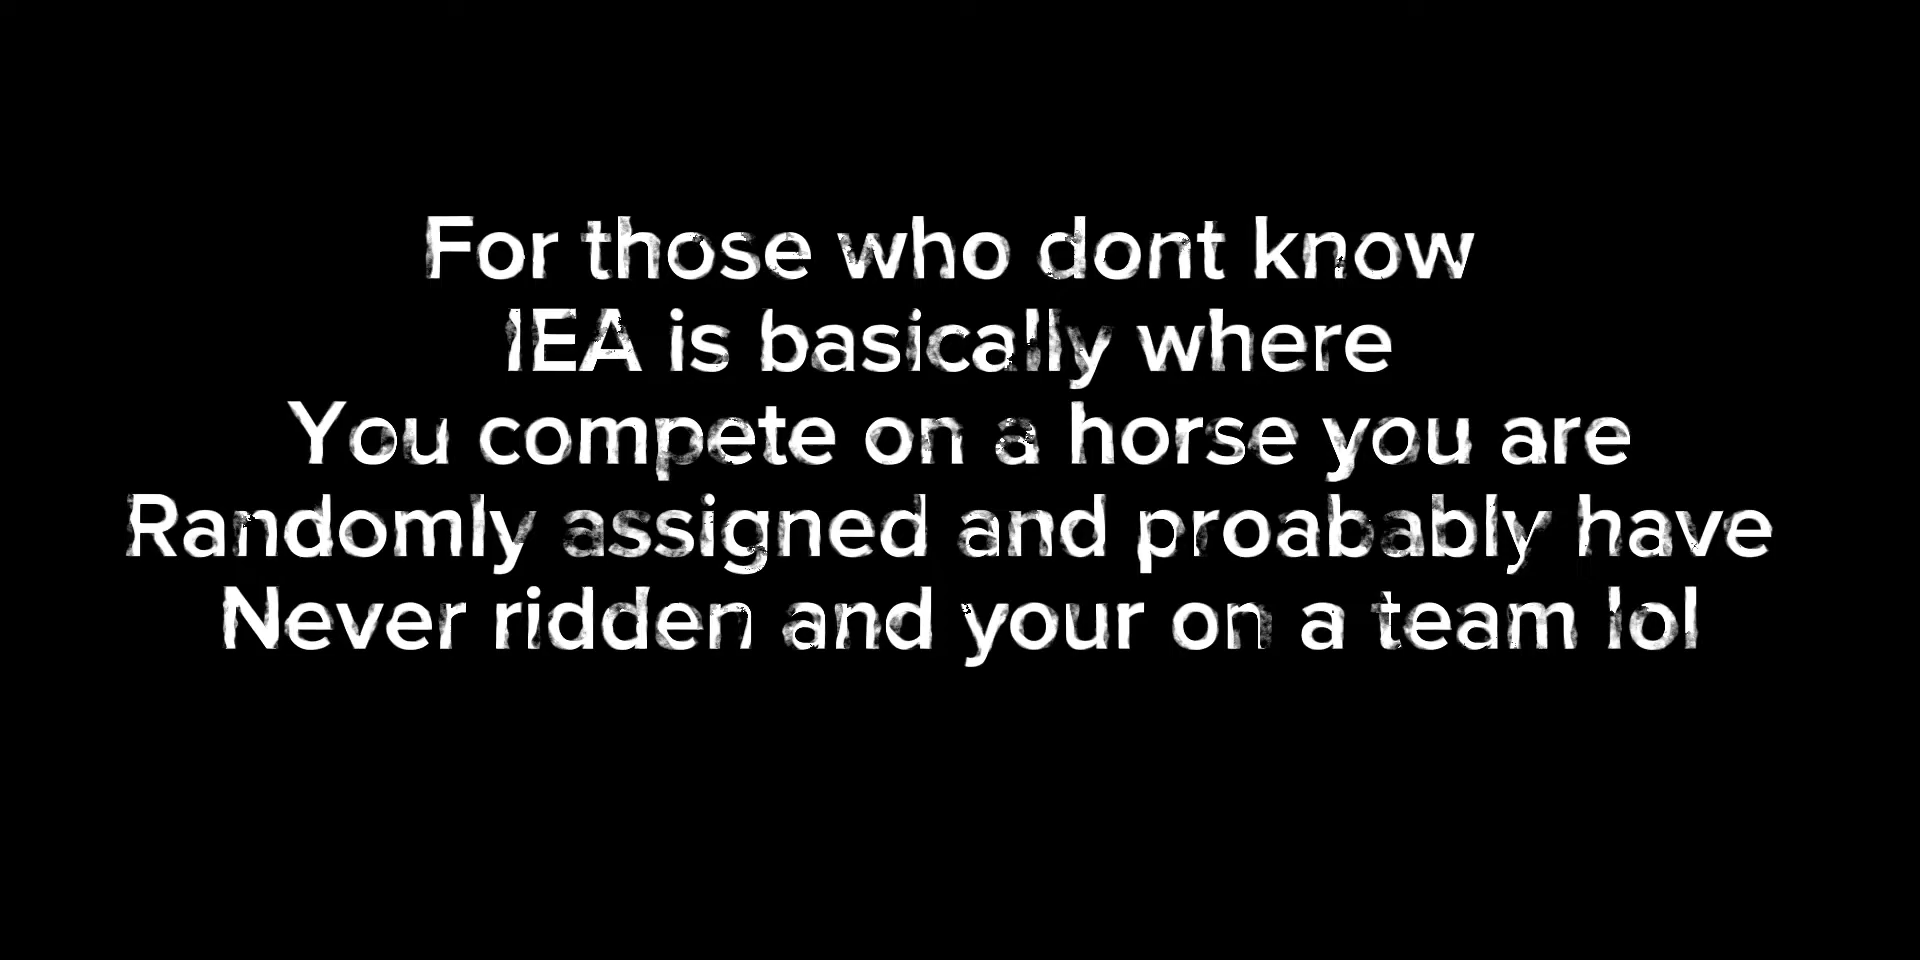 For those who dont know
IEA is basically where
You compete on a horse you are
Randomly assigned and proabably have
Never ridden and your on a team lol